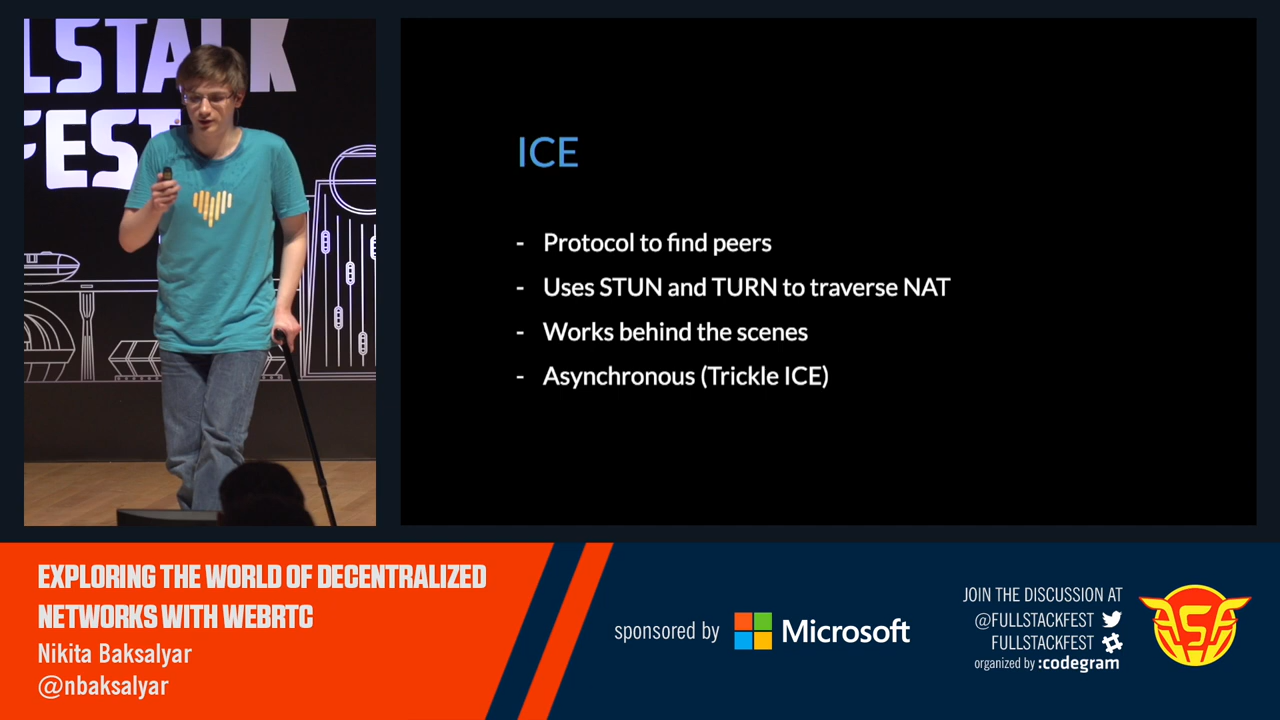 LSTACK
FEST
ICE
- Protocol to find peers
- Uses STUN and TURN to traverse NAT
- Works behind the scenes
- Asynchronous (Trickle ICE)
EXPLORING THE WORLD OF DECENTRALIZED
NETWORKS WITH WEBRTC
Nikita Baksalyar
@nbaksalyar
sponsored by Microsoft
JOIN THE DISCUSSION AT
@FULLSTACKFEST
FULLSTACKFEST
organized by :codegram
FSF